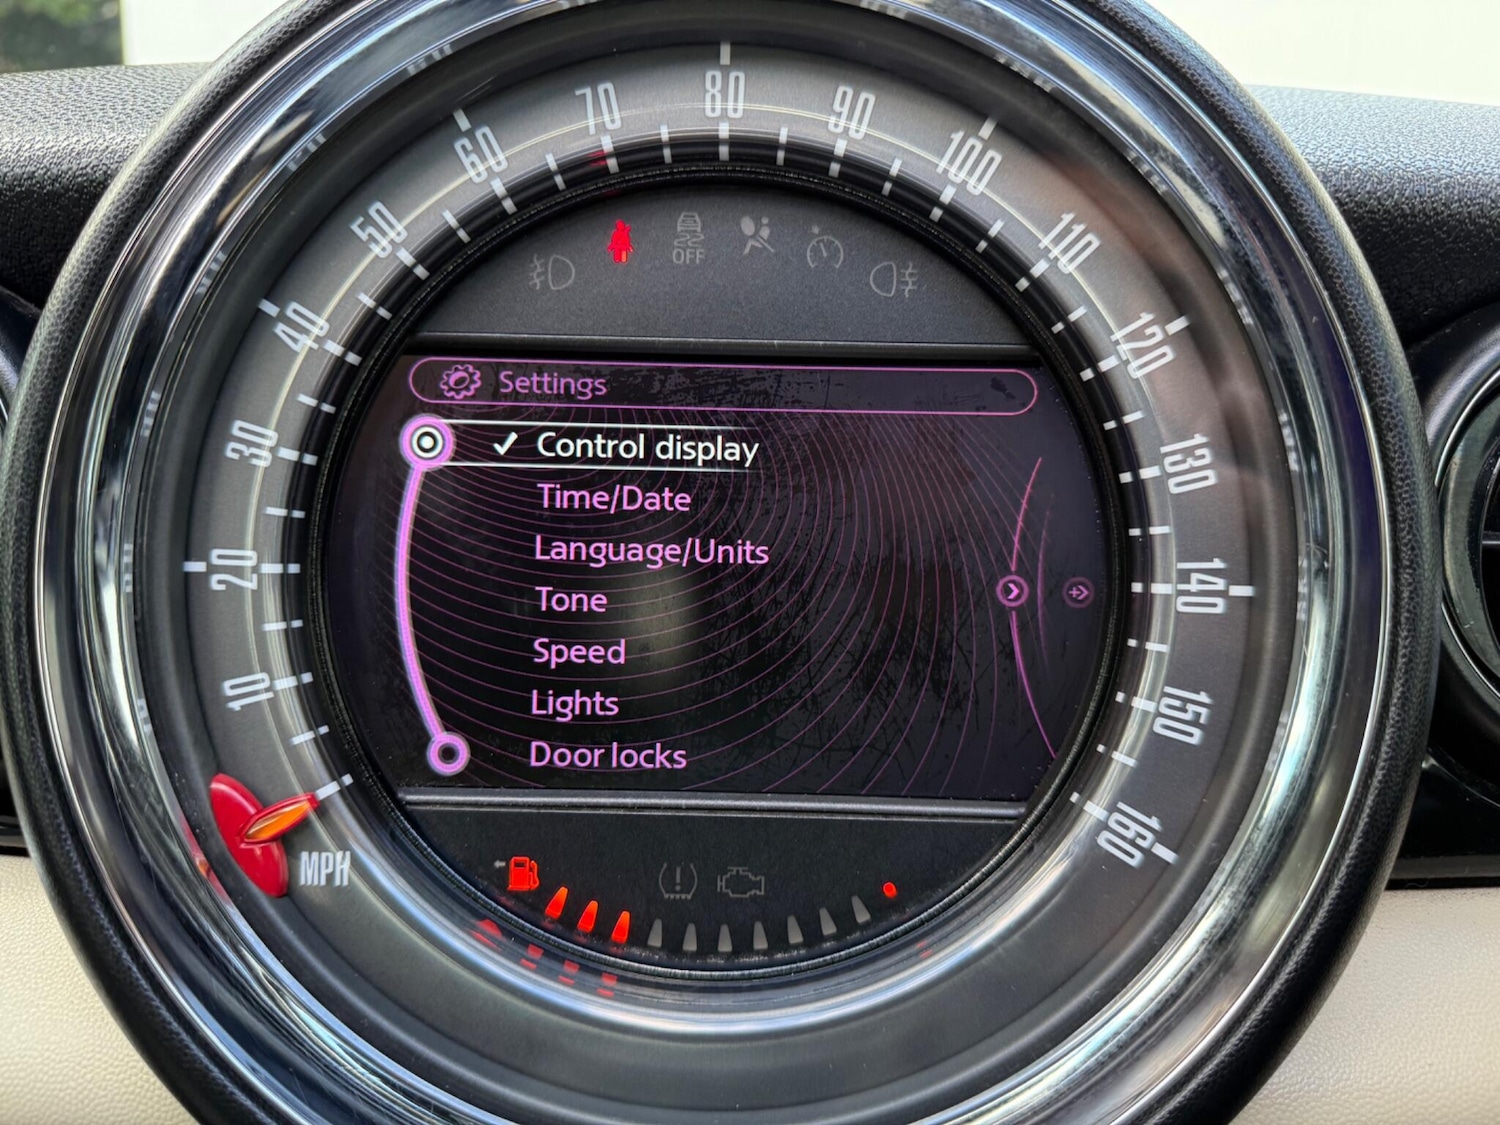 10
20
30
40
50
60
70
80
90
100
110
120
130
140
150
160
MPH
OFF
Settings
Control display
Time/Date
Language/Units
Tone
Speed
Lights
Door locks